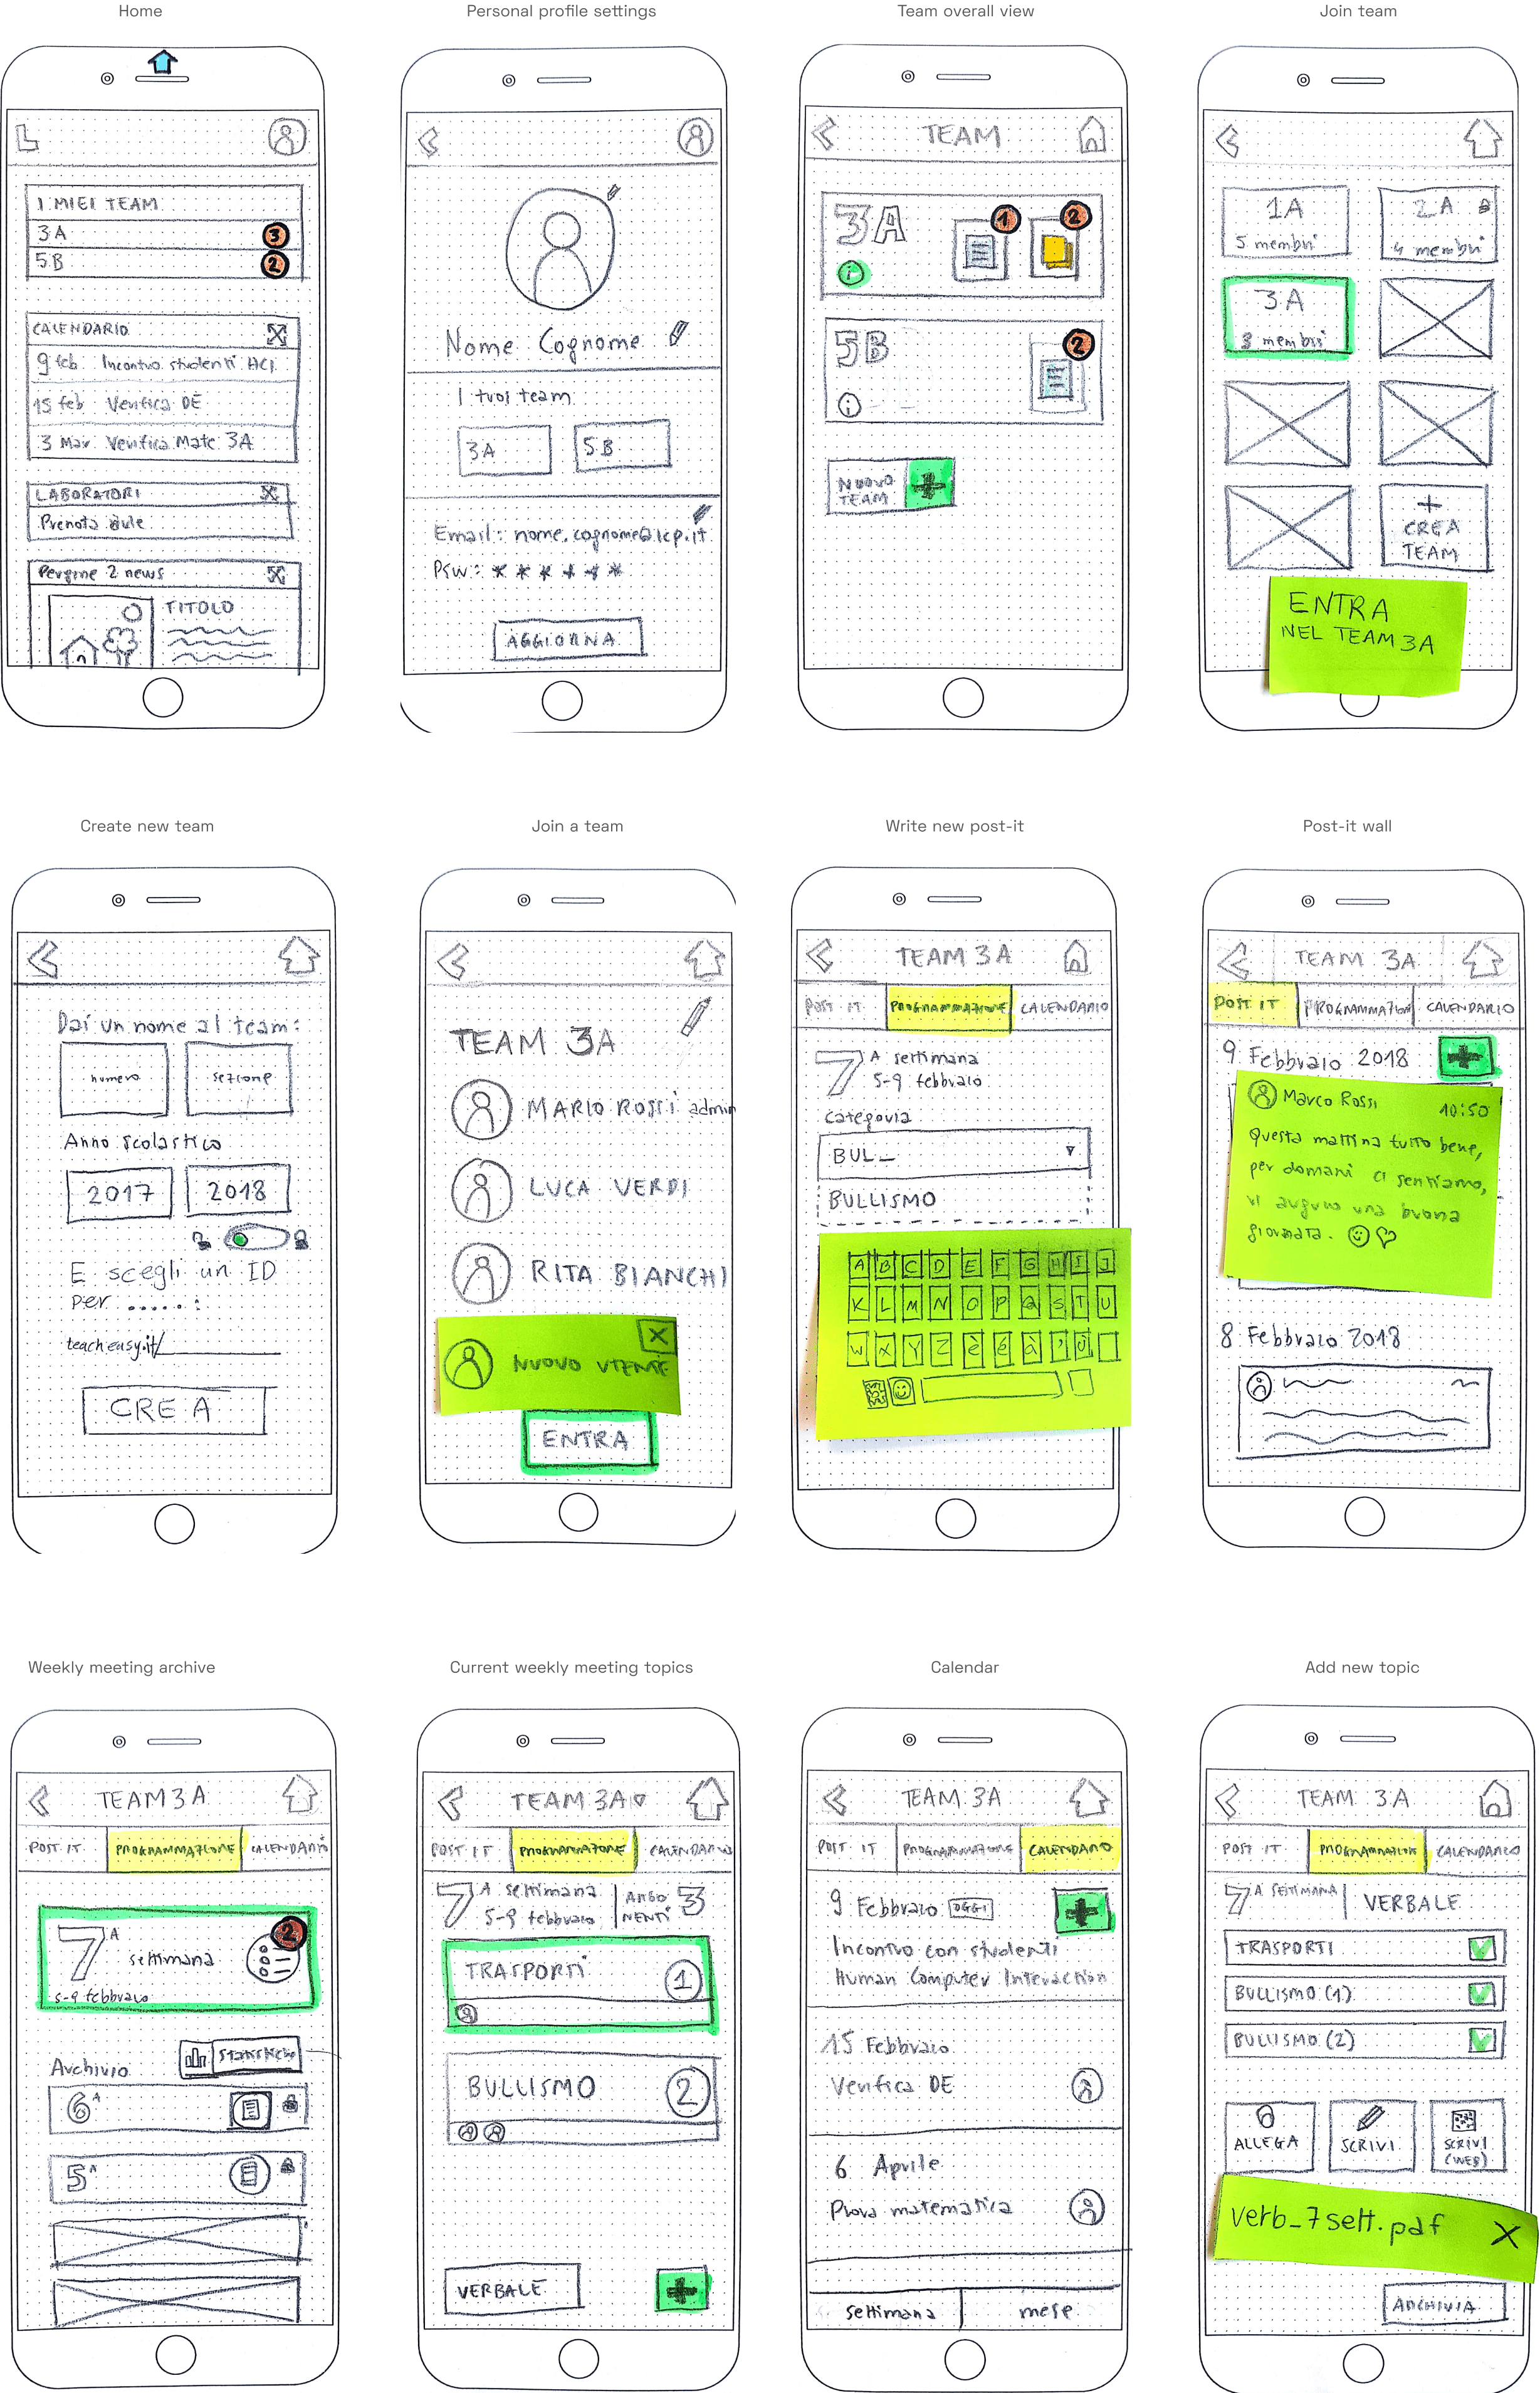 Home
Personal profile settings
Team overall view
Join team
I MIEI TEAM
3A
3
5B
2
CALENDARIO
9 feb Incontro studenti HCI
15 feb Verifica DE
3 Mar Verifica Mate 3A
LABORATORI
Prenota aule
Pergine 2 news
TITOLO
Nome Cognome
I tuoi team
3A
5B
Email: nome.cognome@icp.it
Psw: ******
AGGIORNA
TEAM
3A
1
2
i
5B
2
i
NUOVO
TEAM
+
1A
5 membri
2A
4 membri
3A
3 membri
+
CREA
TEAM
ENTRA
NEL TEAM 3A
Create new team
Join a team
Write new post-it
Post-it wall
Dai un nome al team:
numero
sezione
Anno scolastico
2017
2018
E scegli un ID
per ......:
teacheasy.it/
CREA
TEAM 3A
MARIO ROSSI admin
LUCA VERDI
RITA BIANCHI
NUOVO UTENTE
X
ENTRA
TEAM 3A
POST IT
PROGRAMMAZIONE
CALENDARIO
7A settimana
5-9 febbraio
categoria
BUL_
BULLISMO
A B C D E F G H I J
K L M N O P Q S T U
W X Y Z è é à ' ù
TEAM 3A
POST IT
PROGRAMMAZION
CALENDARIO
9 Febbraio 2018
+
Marco Rossi
10:50
Questa mattina tutto bene,
per domani ci sentiamo,
vi auguro una buona
giornata.
8 Febbraio 2018
Weekly meeting archive
Current weekly meeting topics
Calendar
Add new topic
TEAM 3A
POST IT
PROGRAMMAZIONE
CALENDARIO
7A
settimana
5-9 febbraio
2
Archivio
6A
5A
TEAM 3A
POST IT
PROGRAMMAZIONE
CALENDARIO
7A settimana
5-9 febbraio
ARGO
MENTI
3
TRASPORTI
1
BULLISMO
2
VERBALE
+
TEAM 3A
POST IT
PROGRAMMAZIONE
CALENDARIO
9 Febbraio OGGI
+
Incontro con studenti
Human Computer Interaction
15 Febbraio
Verifica DE
6 Aprile
Prova matematica
settimana
mese
TEAM 3A
POST IT
PROGRAMMAZION
CALENDARIO
7A SETTIMANA
VERBALE
TRASPORTI
BULLISMO (1)
BULLISMO (2)
ALLEGA
SCRIVI
SCRIVI
(WEB)
verb_7sett.pdf
X
ARCHIVIA